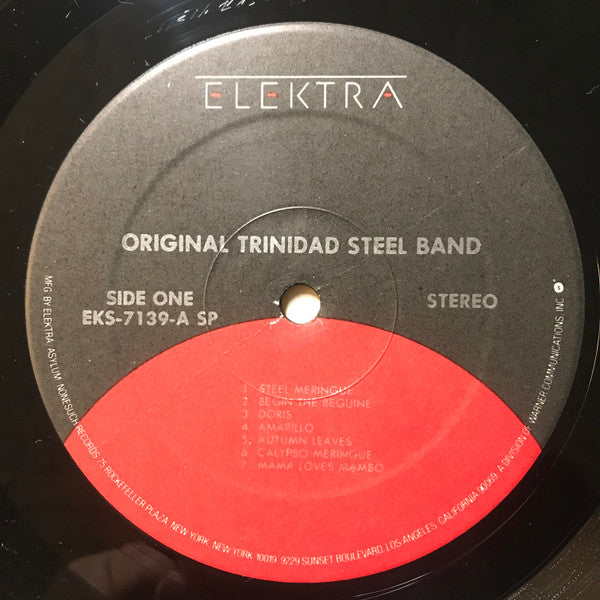 ELEKTRA
ORIGINAL TRINIDAD STEEL BAND
SIDE ONE
EKS-7139-A SP
STEREO
1 STEEL MERINGUE
2 BEGIN THE BEGUINE
3 DORIS
4 AMARILLO
5. AUTUMN LEAVES
6 CALYPSO MERINGUE
7 MAMA LOVES MAMBO
MFG. BY ELEKTRA/ASYLUM/NONESUCH RECORDS 75 ROCKEFELLER PLAZA, NEW YORK, NEW YORK 10019. 9229 SUNSET BOULEVARD, LOS ANGELES, CALIFORNIA 90069. A DIVISION OF WARNER COMMUNICATIONS INC.